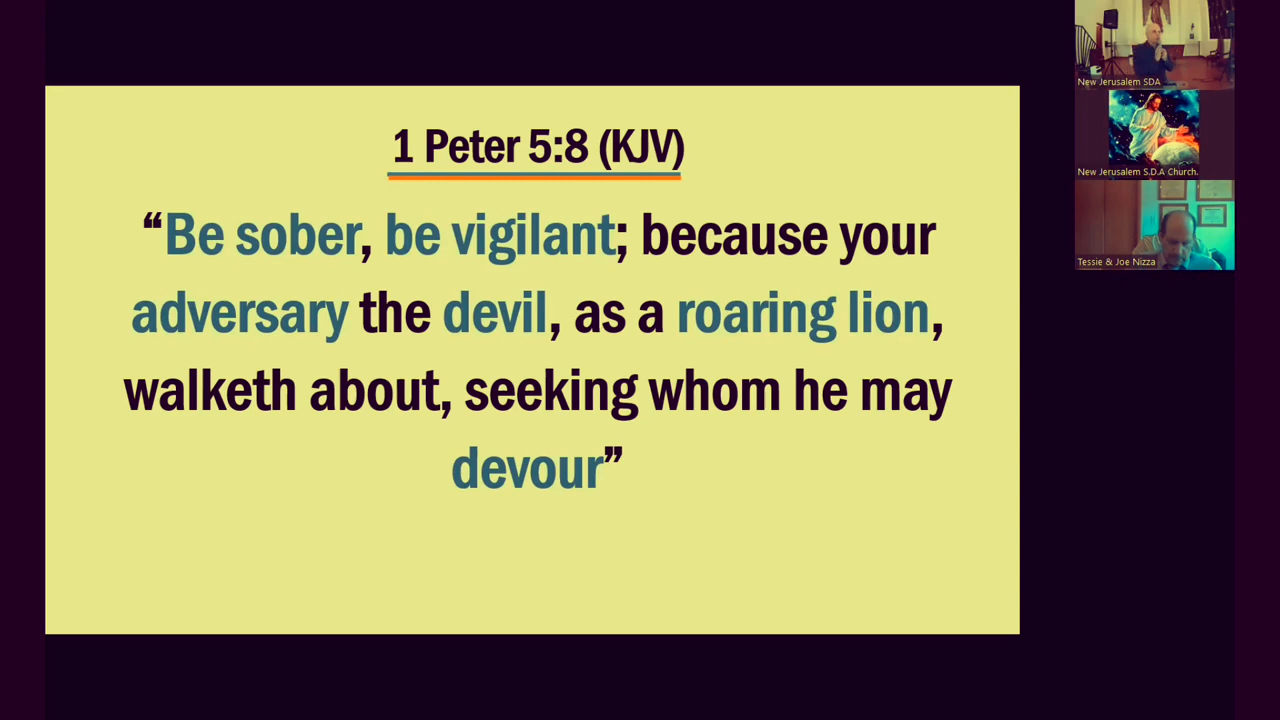 1 Peter 5:8 (KJV)
“Be sober, be vigilant; because your
adversary the devil, as a roaring lion,
walketh about, seeking whom he may
devour”
New Jerusalem SDA
New Jerusalem S.D.A Church.
Tessie & Joe Nizza